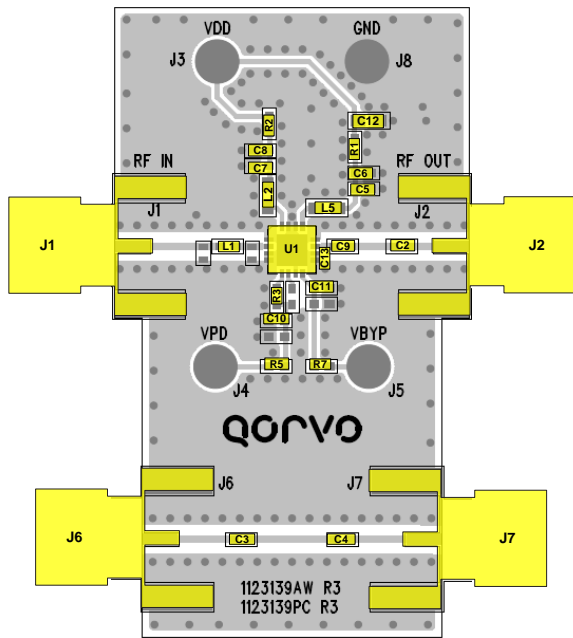 VDD GND
J3 J8
R2 C12
C8 R1
C7 C6
RF IN C5 RF OUT
L2 L5
J1 J2
J1 L1 U1 C9 C2 J2
C13
R3 C11
C10
VPD VBYP
R5 R7
J4 J5
QORVO
J6 J7
J6 C3 C4 J7
1123139AW R3
1123139PC R3